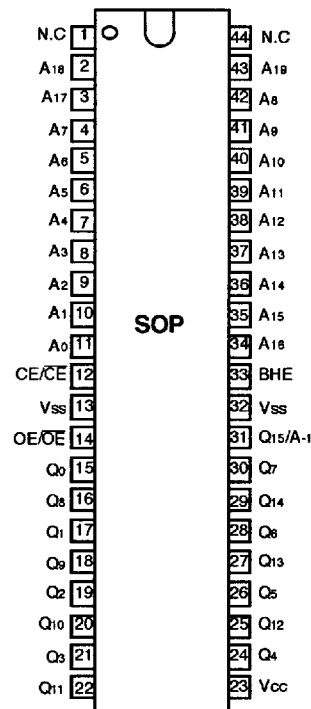 N.C 1 44 N.C
A18 2 43 A19
A17 3 42 A8
A7 4 41 A9
A6 5 40 A10
A5 6 39 A11
A4 7 38 A12
A3 8 37 A13
A2 9 36 A14
A1 10 35 A15
SOP
A0 11 34 A16
CE/CE 12 33 BHE
Vss 13 32 Vss
OE/OE 14 31 Q15/A-1
Q0 15 30 Q7
Q8 16 29 Q14
Q1 17 28 Q6
Q9 18 27 Q13
Q2 19 26 Q5
Q10 20 25 Q12
Q3 21 24 Q4
Q11 22 23 Vcc